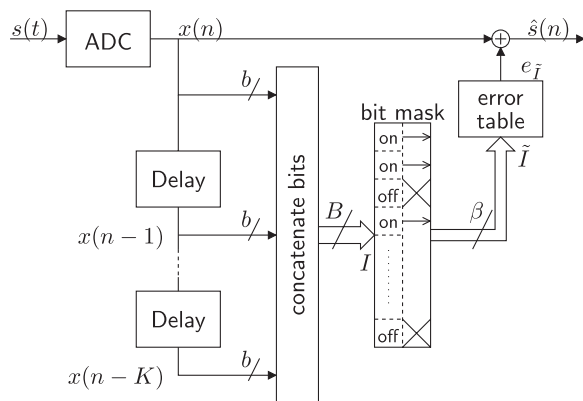 s(t)
ADC
x(n)
ŝ(n)
b
e_Ĩ
error
table
bit mask
on
on
off
on
off
Ĩ
Delay
x(n − 1)
b
concatenate bits
B
I
β
Delay
x(n − K)
b